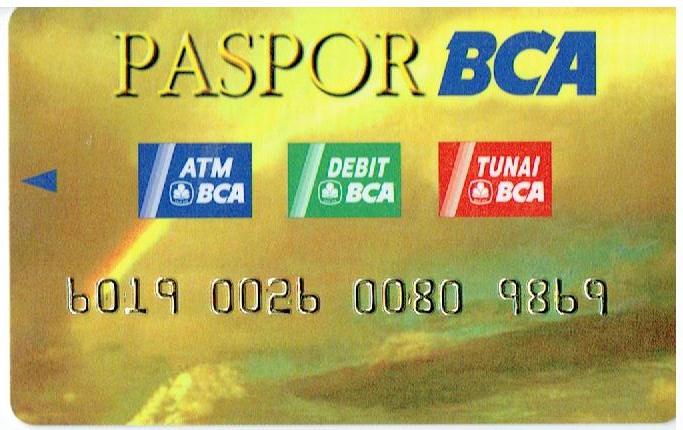 PASPOR BCA
ATM DEBIT TUNAI
BCA BCA BCA
6019 0026 0080 9869